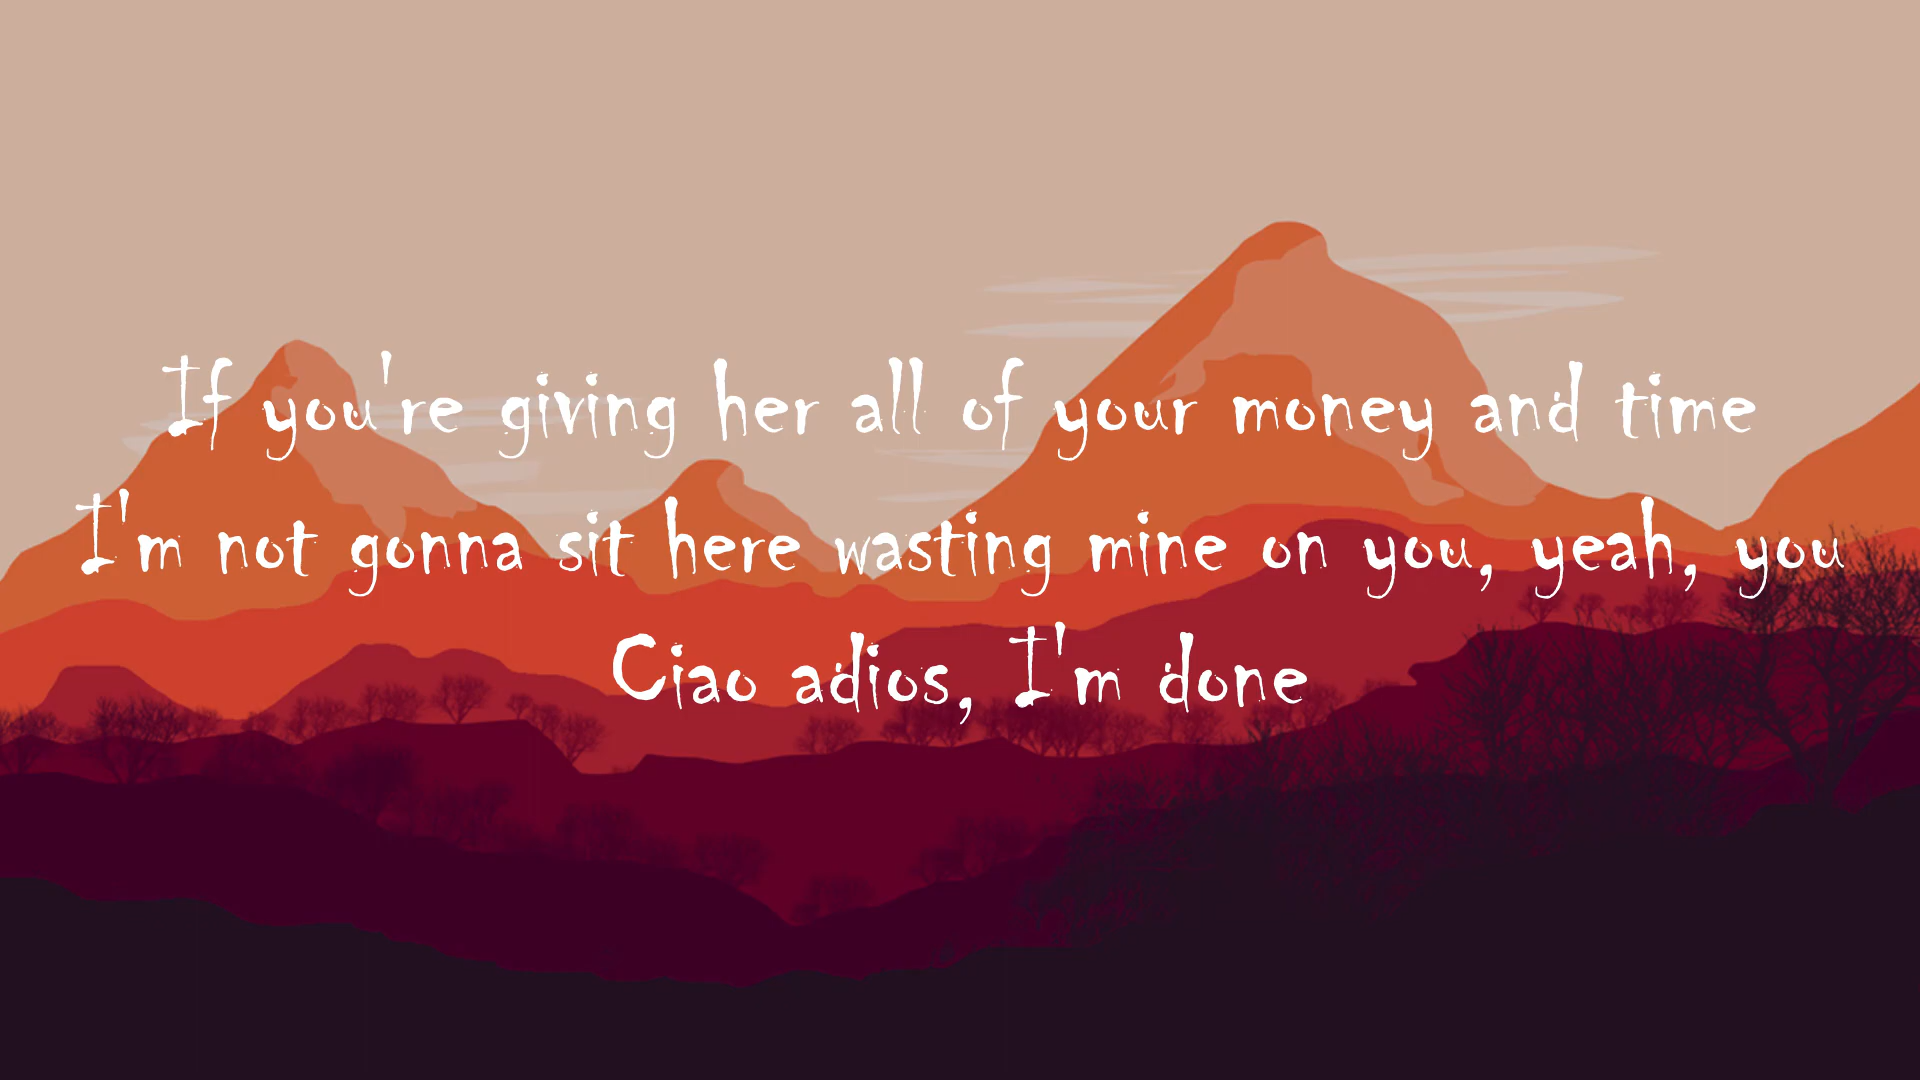 If you're giving her all of your money and time
I'm not gonna sit here wasting mine on you, yeah, you
Ciao adios, I'm done